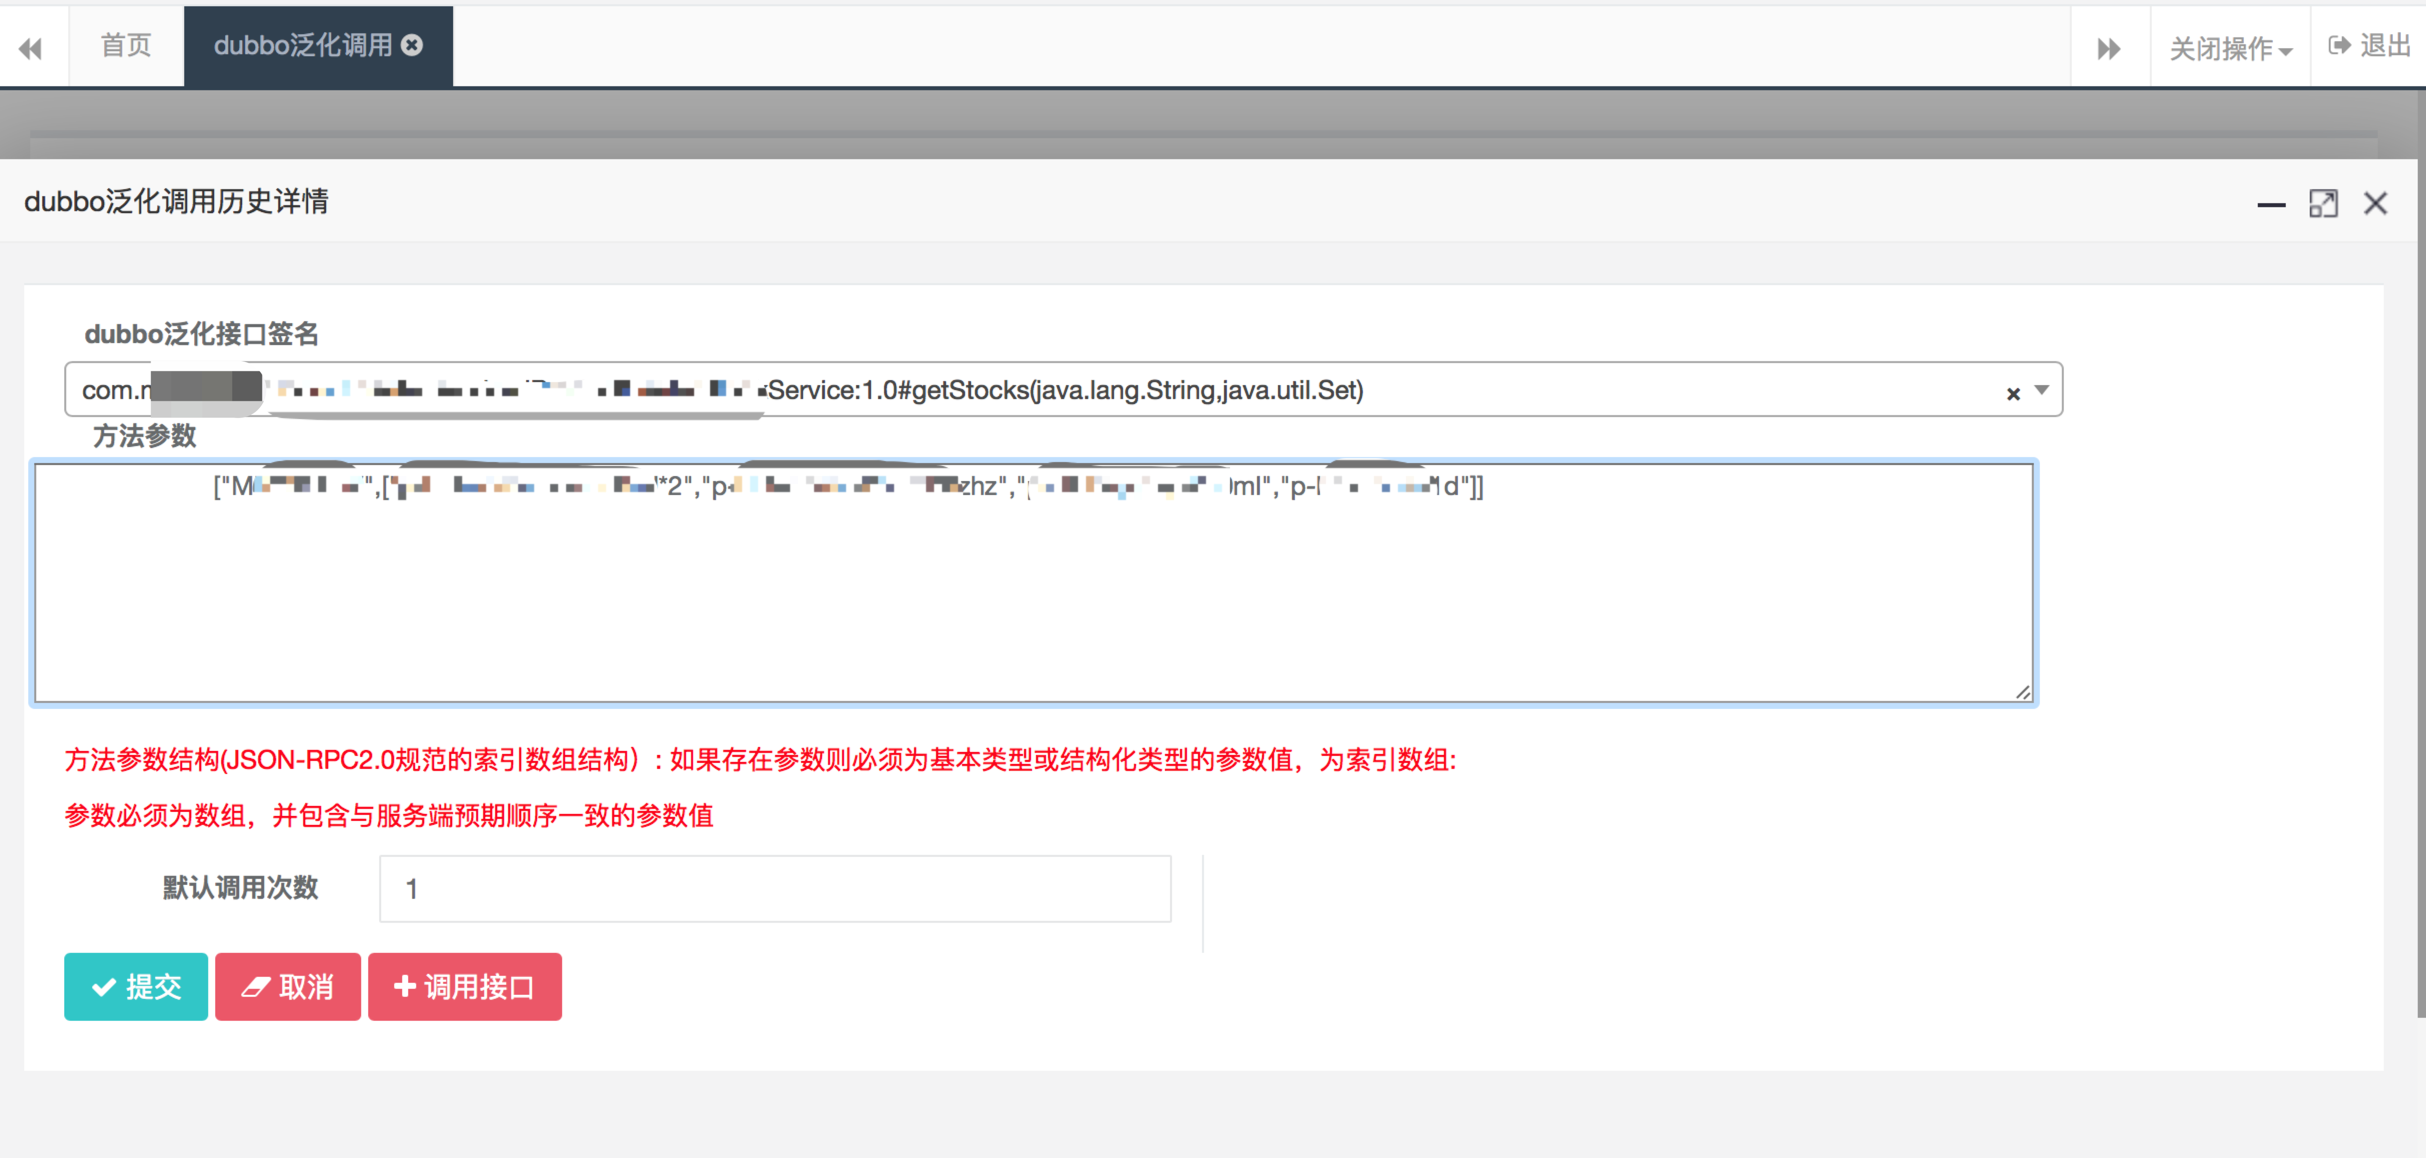 首页
dubbo泛化调用
关闭操作
退出
dubbo泛化调用历史详情
dubbo泛化接口签名
com. Service:1.0#getStocks(java.lang.String,java.util.Set)
方法参数
["M ",[" *2","p- zhz"," ml","p- 1d"]]
方法参数结构(JSON-RPC2.0规范的索引数组结构）: 如果存在参数则必须为基本类型或结构化类型的参数值，为索引数组:
参数必须为数组，并包含与服务端预期顺序一致的参数值
默认调用次数
1
提交
取消
调用接口